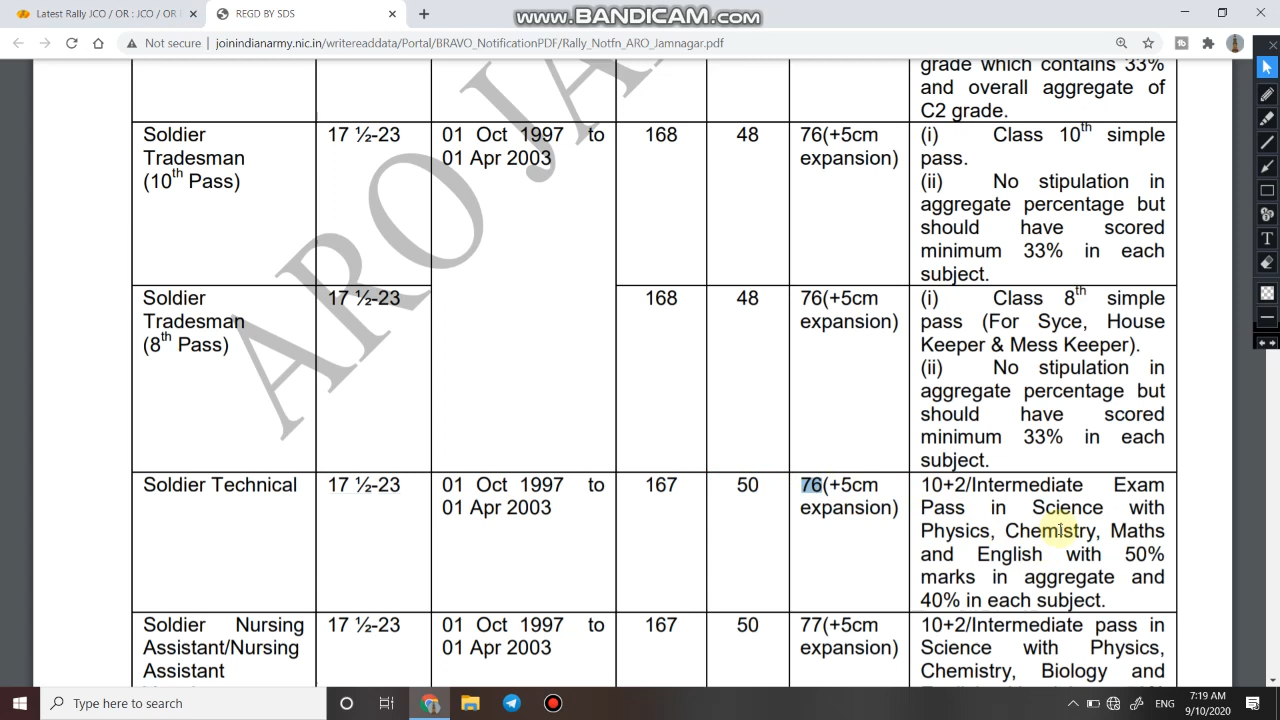 Latest Rally JCO / OR : JCO / OR
REGD BY SDS
www.BANDICAM.com
Not secure
joinindianarmy.nic.in/writereaddata/Portal/BRAVO_NotificationPDF/Rally_Notfn_ARO_Jamnagar.pdf
grade which contains 33%
and overall aggregate of
C2 grade.
Soldier
Tradesman
(10th Pass)
17 ½-23
01 Oct 1997 to
01 Apr 2003
168
48
76(+5cm
expansion)
(i) Class 10th simple
pass.
(ii) No stipulation in
aggregate percentage but
should have scored
minimum 33% in each
subject.
Soldier
Tradesman
(8th Pass)
17 ½-23
168
48
76(+5cm
expansion)
(i) Class 8th simple
pass (For Syce, House
Keeper & Mess Keeper).
(ii) No stipulation in
aggregate percentage but
should have scored
minimum 33% in each
subject.
Soldier Technical
17 ½-23
01 Oct 1997 to
01 Apr 2003
167
50
76(+5cm
expansion)
10+2/Intermediate Exam
Pass in Science with
Physics, Chemistry, Maths
and English with 50%
marks in aggregate and
40% in each subject.
Soldier Nursing
Assistant/Nursing
Assistant
17 ½-23
01 Oct 1997 to
01 Apr 2003
167
50
77(+5cm
expansion)
10+2/Intermediate pass in
Science with Physics,
Chemistry, Biology and
ARO JA
Type here to search
ENG
7:19 AM
9/10/2020